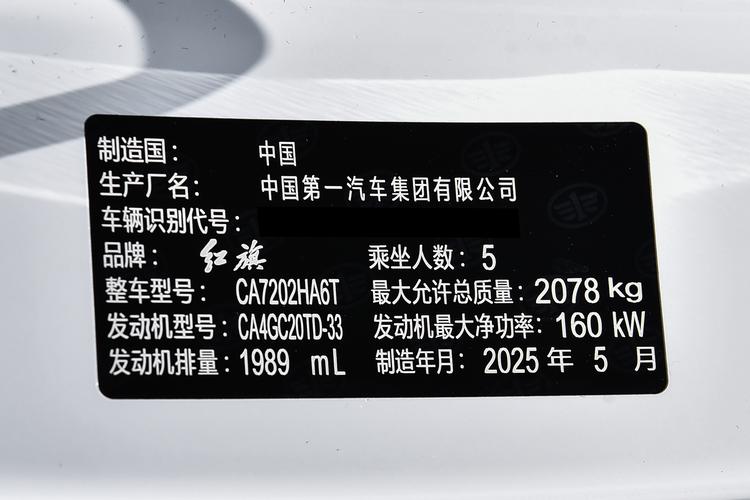 制造国： 中国
生产厂名： 中国第一汽车集团有限公司
车辆识别代号：
品牌： 红旗 乘坐人数：5
整车型号： CA7202HA6T 最大允许总质量：2078 kg
发动机型号：CA4GC20TD-33 发动机最大净功率：160 kW
发动机排量：1989 mL 制造年月： 2025 年 5 月